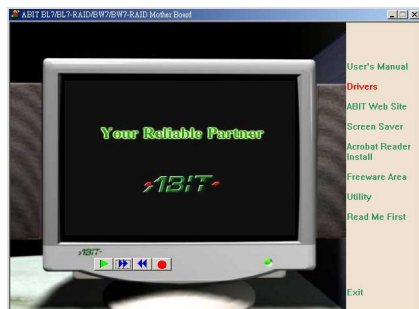 ABIT BL7/BL7-RAID/BW7/BW7-RAID Mother Board
Your Reliable Partner
ABIT
ABIT
User's Manual
Drivers
ABIT Web Site
Screen Saver
Acrobat Reader
Install
Freeware Area
Utility
Read Me First
Exit